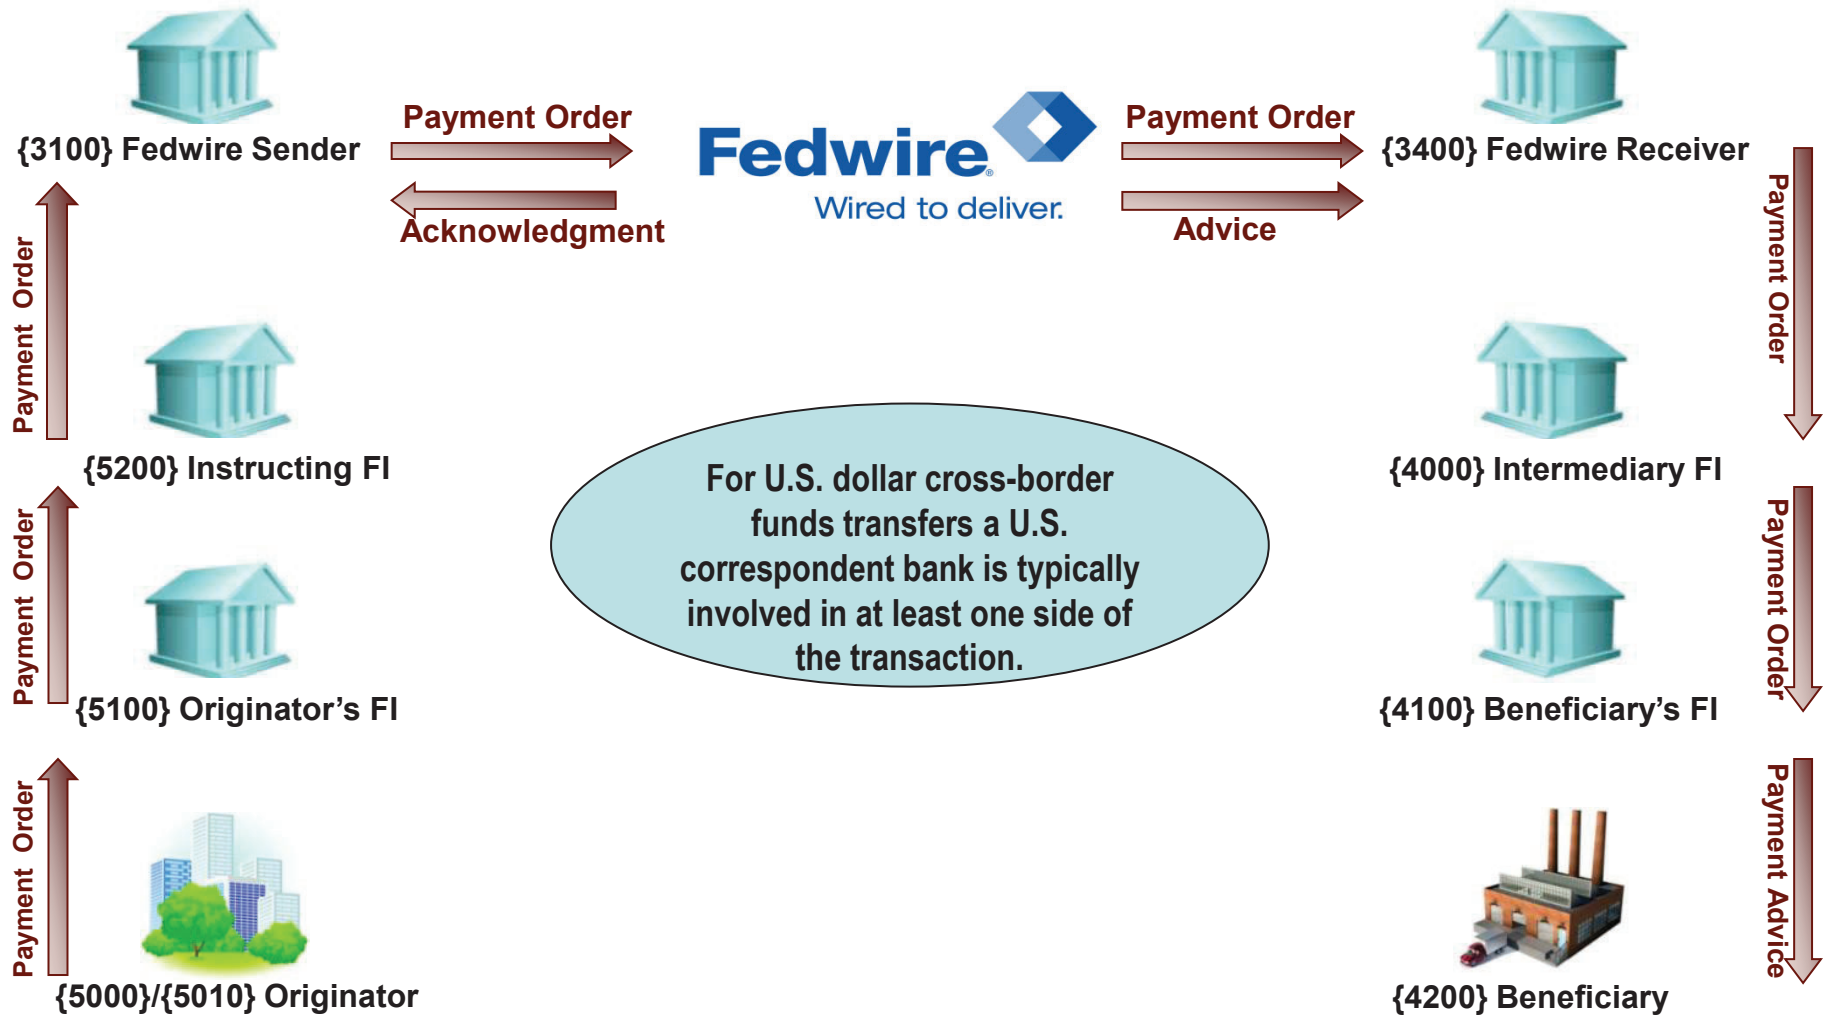 {3100} Fedwire Sender
Payment Order
Acknowledgment
Fedwire®
Wired to deliver.
Payment Order
Advice
{3400} Fedwire Receiver
Payment Order
{5200} Instructing FI
Payment Order
{5100} Originator's FI
Payment Order
{5000}/{5010} Originator
For U.S. dollar cross-border
funds transfers a U.S.
correspondent bank is typically
involved in at least one side of
the transaction.
Payment Order
{4000} Intermediary FI
Payment Order
{4100} Beneficiary's FI
Payment Advice
{4200} Beneficiary